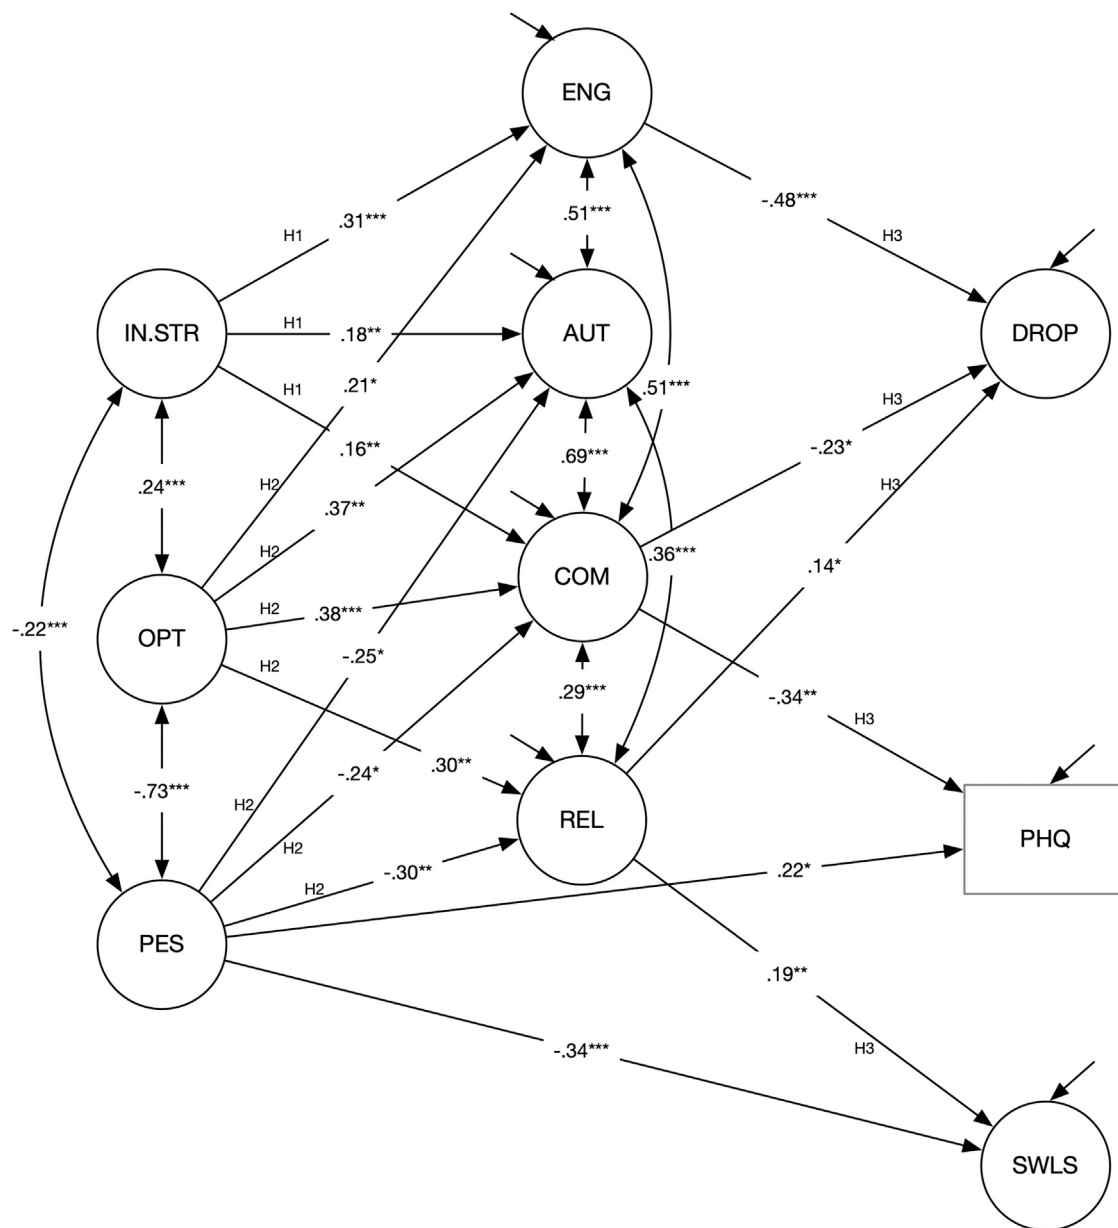 ENG
-.48***
.51***
.31***
H1
H3
IN.STR
H1
.18**
AUT
DROP
.21*
.51***
H1
H3
.16**
.69***
-.23*
.24***
H2
H3
.37**
H2
.36***
.14*
COM
H2
.38***
-.22***
OPT
-.25*
H2
.29***
-.34**
H3
.30**
-.24*
-.73***
H2
REL
PHQ
H2
-.30**
.22*
H2
PES
.19**
-.34***
H3
SWLS